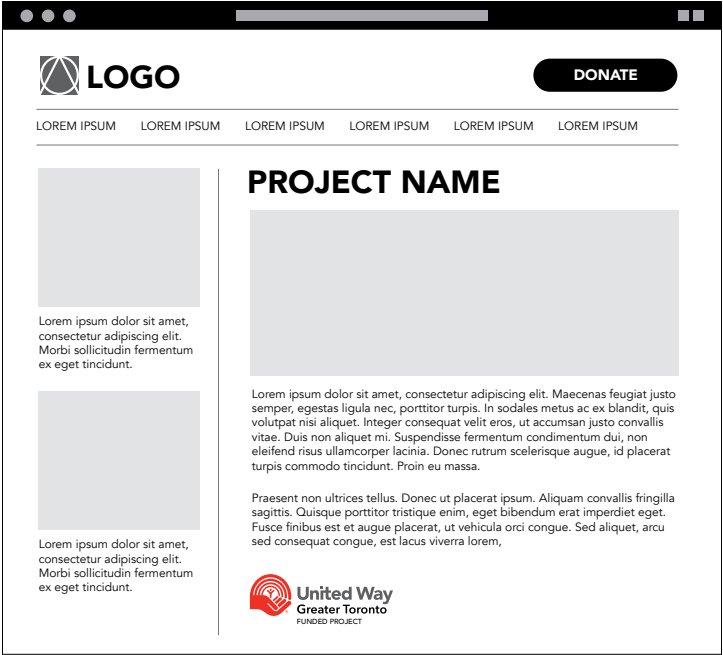 LOGO
DONATE
LOREM IPSUM LOREM IPSUM LOREM IPSUM LOREM IPSUM LOREM IPSUM LOREM IPSUM
Lorem ipsum dolor sit amet,
consectetur adipiscing elit.
Morbi sollicitudin fermentum
ex eget tincidunt.
Lorem ipsum dolor sit amet,
consectetur adipiscing elit.
Morbi sollicitudin fermentum
ex eget tincidunt.
PROJECT NAME
Lorem ipsum dolor sit amet, consectetur adipiscing elit. Maecenas feugiat justo
semper, egestas ligula nec, porttitor turpis. In sodales metus ac ex blandit, quis
volutpat nisi aliquet. Integer consequat velit eros, ut accumsan justo convallis
vitae. Duis non aliquet mi. Suspendisse fermentum condimentum dui, non
eleifend risus ullamcorper lacinia. Donec rutrum scelerisque augue, id placerat
turpis commodo tincidunt. Proin eu massa.
Praesent non ultrices tellus. Donec ut placerat ipsum. Aliquam convallis fringilla
sagittis. Quisque porttitor tristique enim, eget bibendum erat imperdiet eget.
Fusce finibus est et augue placerat, ut vehicula orci congue. Sed aliquet, arcu
sed consequat congue, est lacus viverra lorem,
United Way
Greater Toronto
FUNDED PROJECT